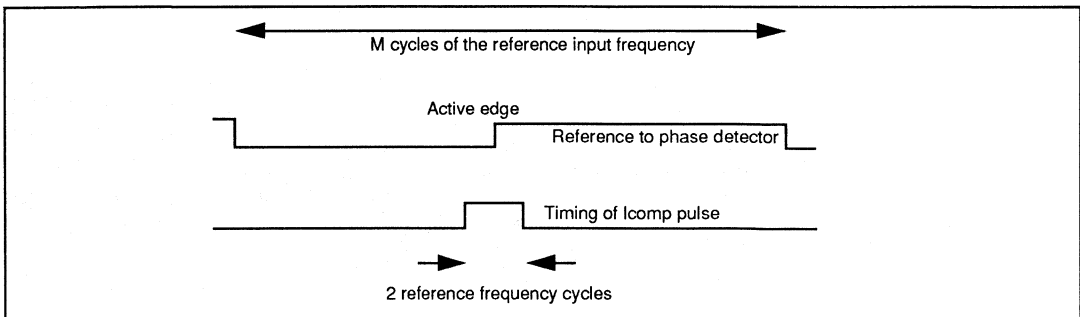 M cycles of the reference input frequency
Active edge
Reference to phase detector
Timing of Icomp pulse
2 reference frequency cycles